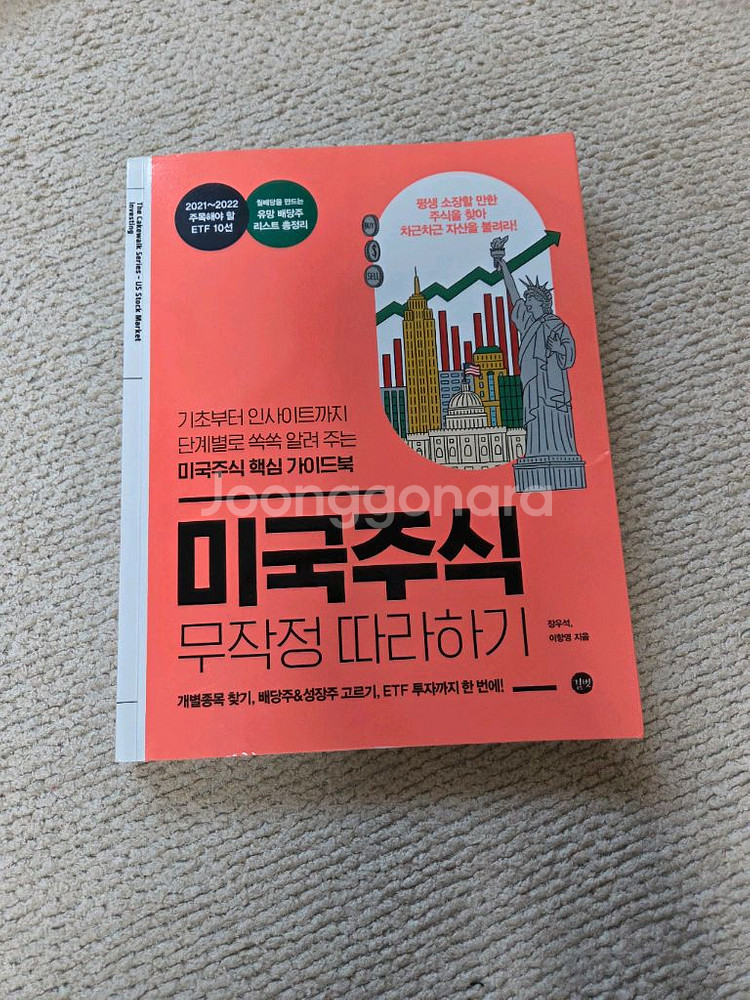 The Cakewalk Series - US Stock Market
Investing
2021~2022
주목해야 할
ETF 10선
월배당을 만드는
유망 배당주
리스트 총정리
평생 소장할 만한
주식을 찾아
차근차근 자산을 불려라!
BUY
$
SELL
기초부터 인사이트까지
단계별로 쏙쏙 알려 주는
미국주식 핵심 가이드북
Joonggonara
미국주식
무작정 따라하기
장우석,
이항영 지음
개별종목 찾기, 배당주&성장주 고르기, ETF 투자까지 한 번에!
길벗